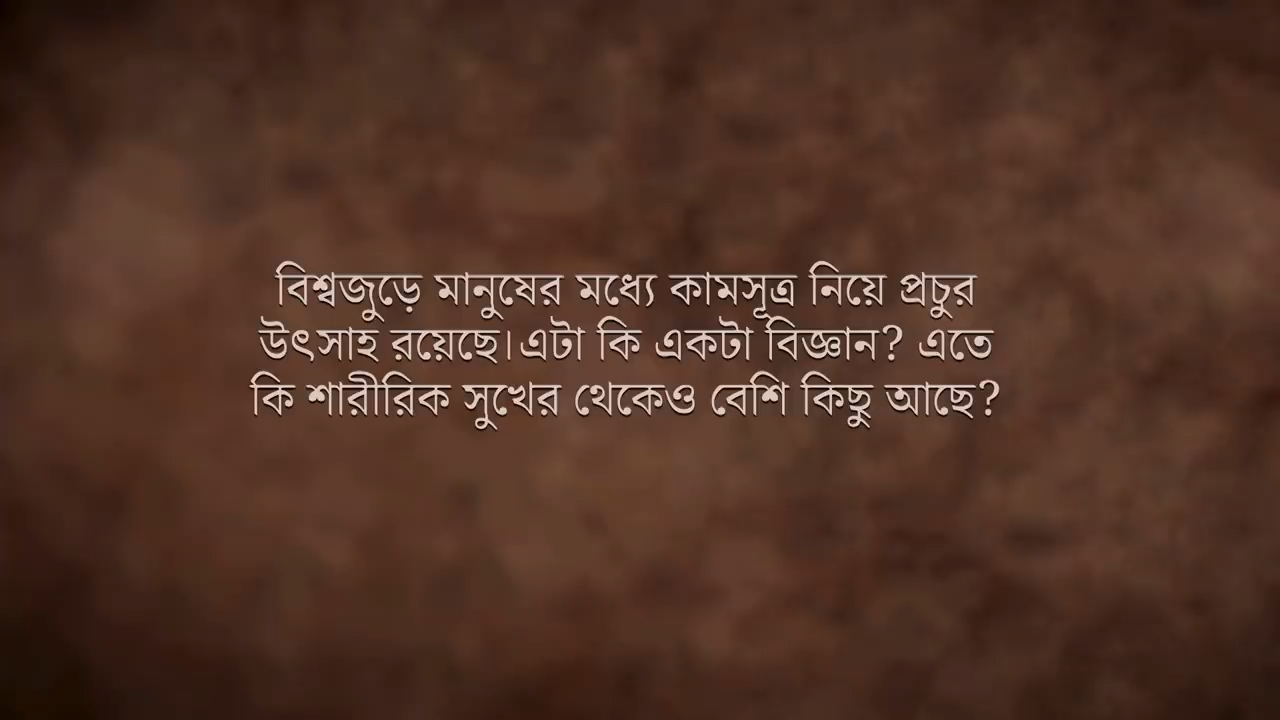 বিশ্বজুড়ে মানুষের মধ্যে কামসূত্র নিয়ে প্রচুর
উৎসাহ রয়েছে।এটা কি একটা বিজ্ঞান? এতে
কি শারীরিক সুখের থেকেও বেশি কিছু আছে?